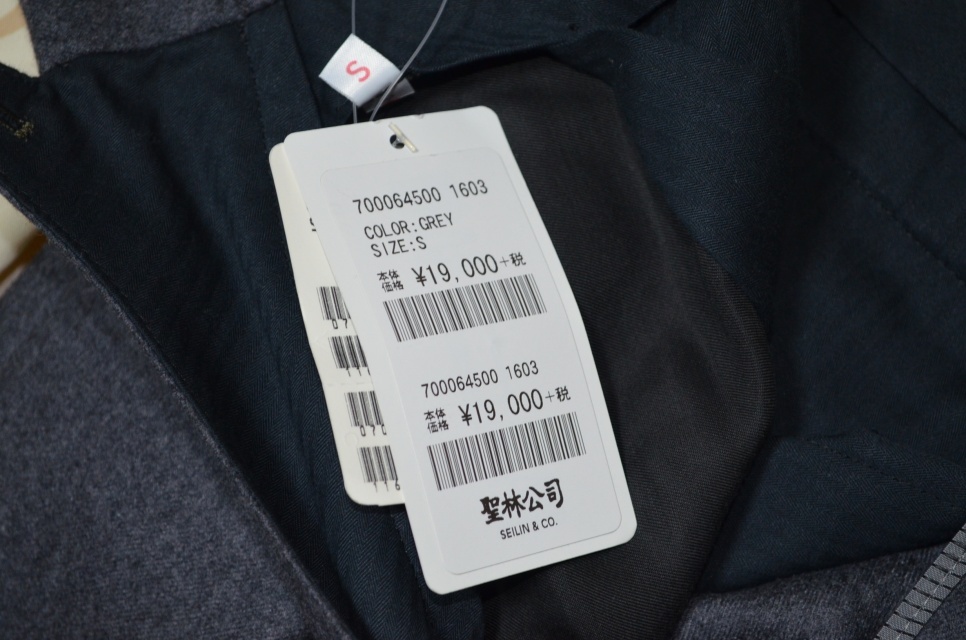 S
700064500 1603
COLOR:GREY
SIZE:S
本体価格 ¥19,000+税
700064500 1603
本体価格 ¥19,000+税
聖林公司
SEILIN & CO.